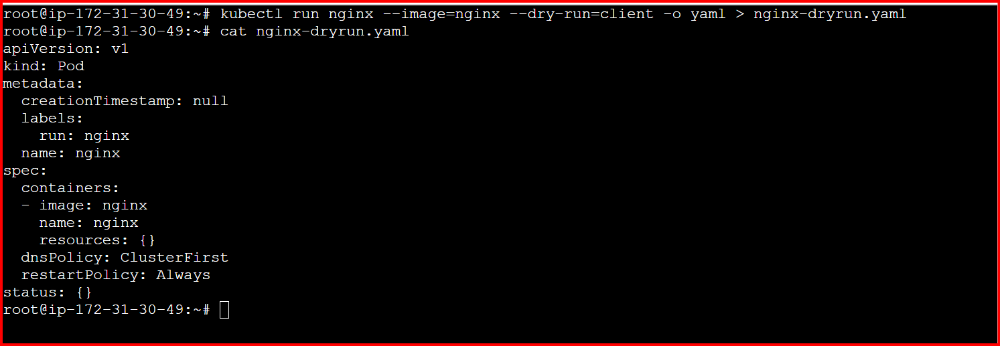 root@ip-172-31-30-49:~# kubectl run nginx --image=nginx --dry-run=client -o yaml > nginx-dryrun.yaml
root@ip-172-31-30-49:~# cat nginx-dryrun.yaml
apiVersion: v1
kind: Pod
metadata:
  creationTimestamp: null
  labels:
    run: nginx
  name: nginx
spec:
  containers:
  - image: nginx
    name: nginx
    resources: {}
  dnsPolicy: ClusterFirst
  restartPolicy: Always
status: {}
root@ip-172-31-30-49:~#